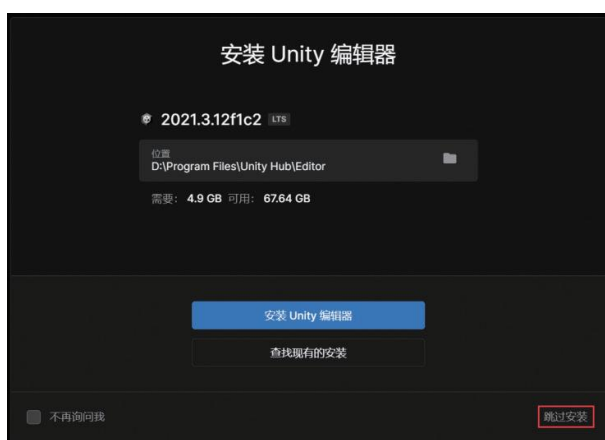 安装 Unity 编辑器
2021.3.12f1c2 LTS
位置
D:\Program Files\Unity Hub\Editor
需要： 4.9 GB 可用： 67.64 GB
安装 Unity 编辑器
查找现有的安装
不再询问我
跳过安装